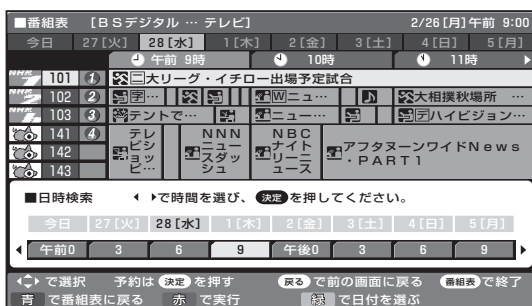 ■番組表 [BSデジタル … テレビ] 2/26[月]午前 9:00
今日 27[火] 28[水] 1[木] 2[金] 3[土] 4[日] 5[月]
午前 9時 10時 11時
101 1 二大リーグ・イチロー出場予定試合
102 2 字… Wニュ… 大相撲秋場所 …
103 3 テントで… ニュー… デハイビジョン…
141 4 テレビショッピ… NNNニュースダッシュ NBCナイトリーニュース アフタヌーンワイドNews・PART1
142
143
■日時検索 ◀ ▶で時間を選び、 決定 を押してください。
今日 27[火] 28[水] 1[木] 2[金] 3[土] 4[日] 5[月]
午前0 3 6 9 午後0 3 6 9
で選択 予約は 決定 を押す 戻る で前の画面に戻る 番組表 で終了
青 で番組表に戻る 赤 で実行 緑 で日付を選ぶ